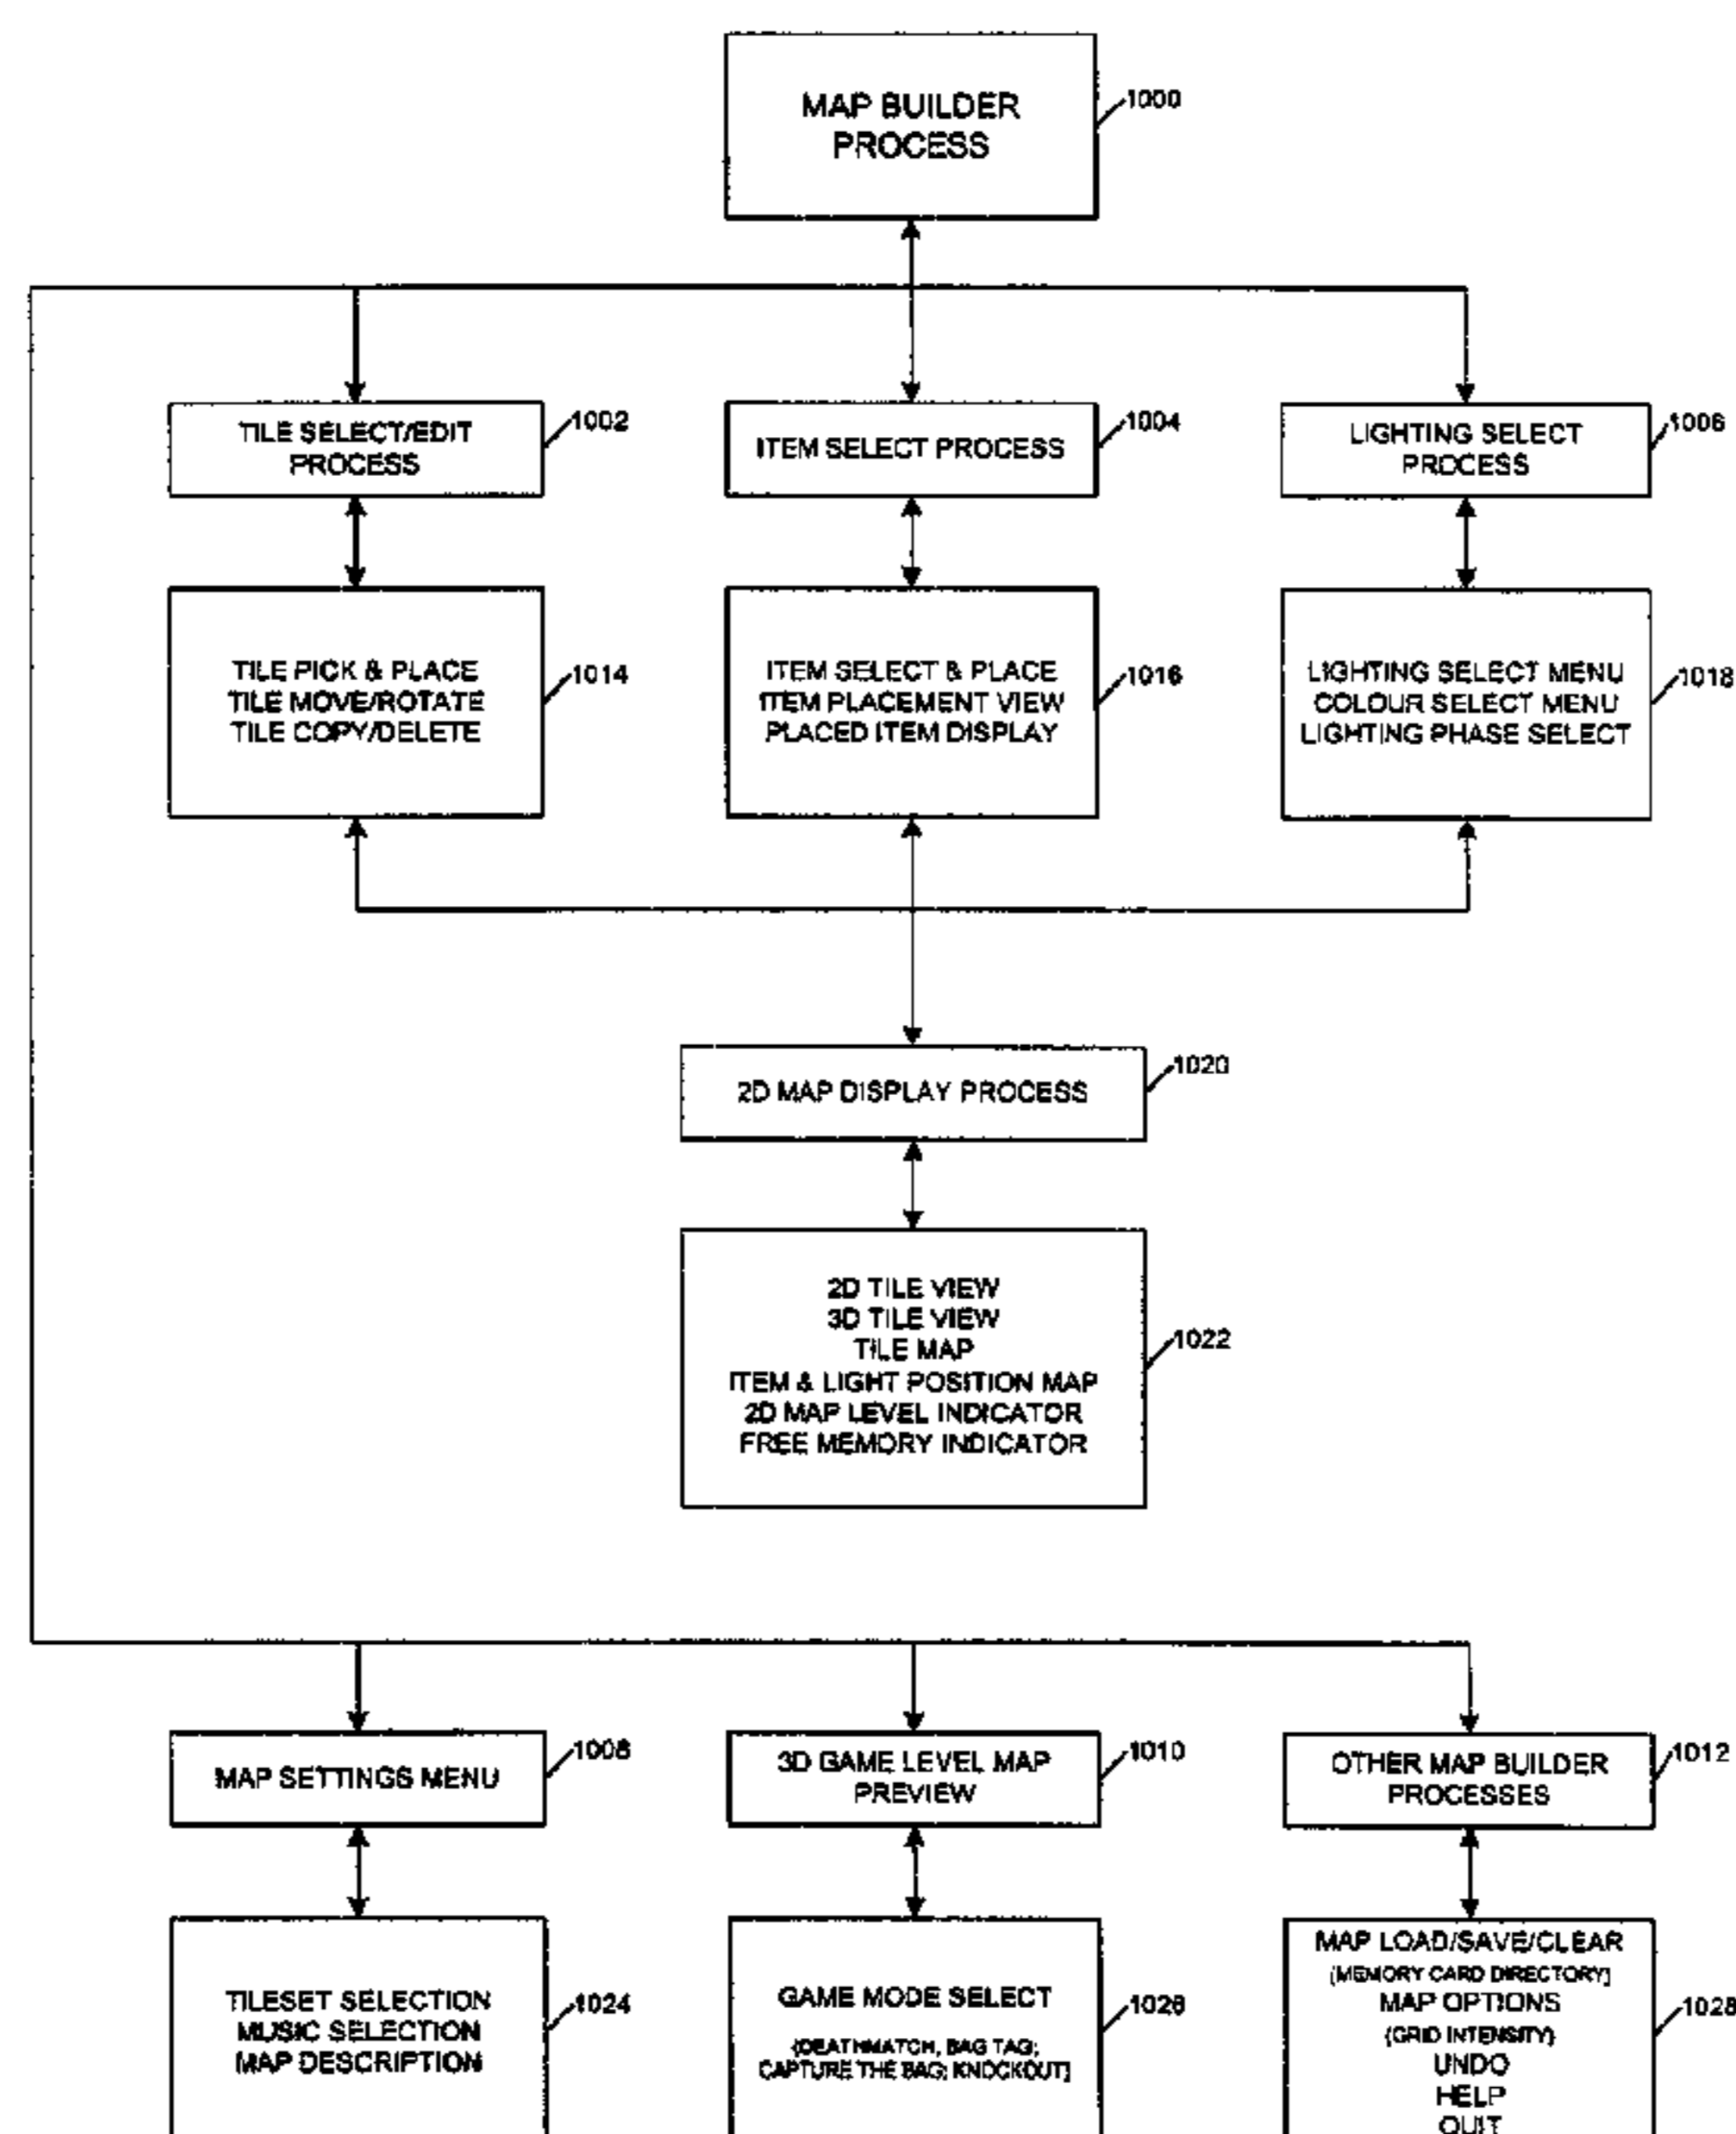 MAP BUILDER
PROCESS
1000
TILE SELECT/EDIT
PROCESS
1002
ITEM SELECT PROCESS
1004
LIGHTING SELECT
PROCESS
1006
TILE PICK & PLACE
TILE MOVE/ROTATE
TILE COPY/DELETE
1014
ITEM SELECT & PLACE
ITEM PLACEMENT VIEW
PLACED ITEM DISPLAY
1016
LIGHTING SELECT MENU
COLOUR SELECT MENU
LIGHTING PHASE SELECT
1018
2D MAP DISPLAY PROCESS
1020
2D TILE VIEW
3D TILE VIEW
TILE MAP
ITEM & LIGHT POSITION MAP
2D MAP LEVEL INDICATOR
FREE MEMORY INDICATOR
1022
MAP SETTINGS MENU
1008
3D GAME LEVEL MAP
PREVIEW
1010
OTHER MAP BUILDER
PROCESSES
1012
TILESET SELECTION
MUSIC SELECTION
MAP DESCRIPTION
1024
GAME MODE SELECT
(DEATHMATCH, BAG TAG;
CAPTURE THE BAG; KNOCKOUT)
1026
MAP LOAD/SAVE/CLEAR
(MEMORY CARD DIRECTORY)
MAP OPTIONS
(GRID INTENSITY)
UNDO
HELP
QUIT
1028